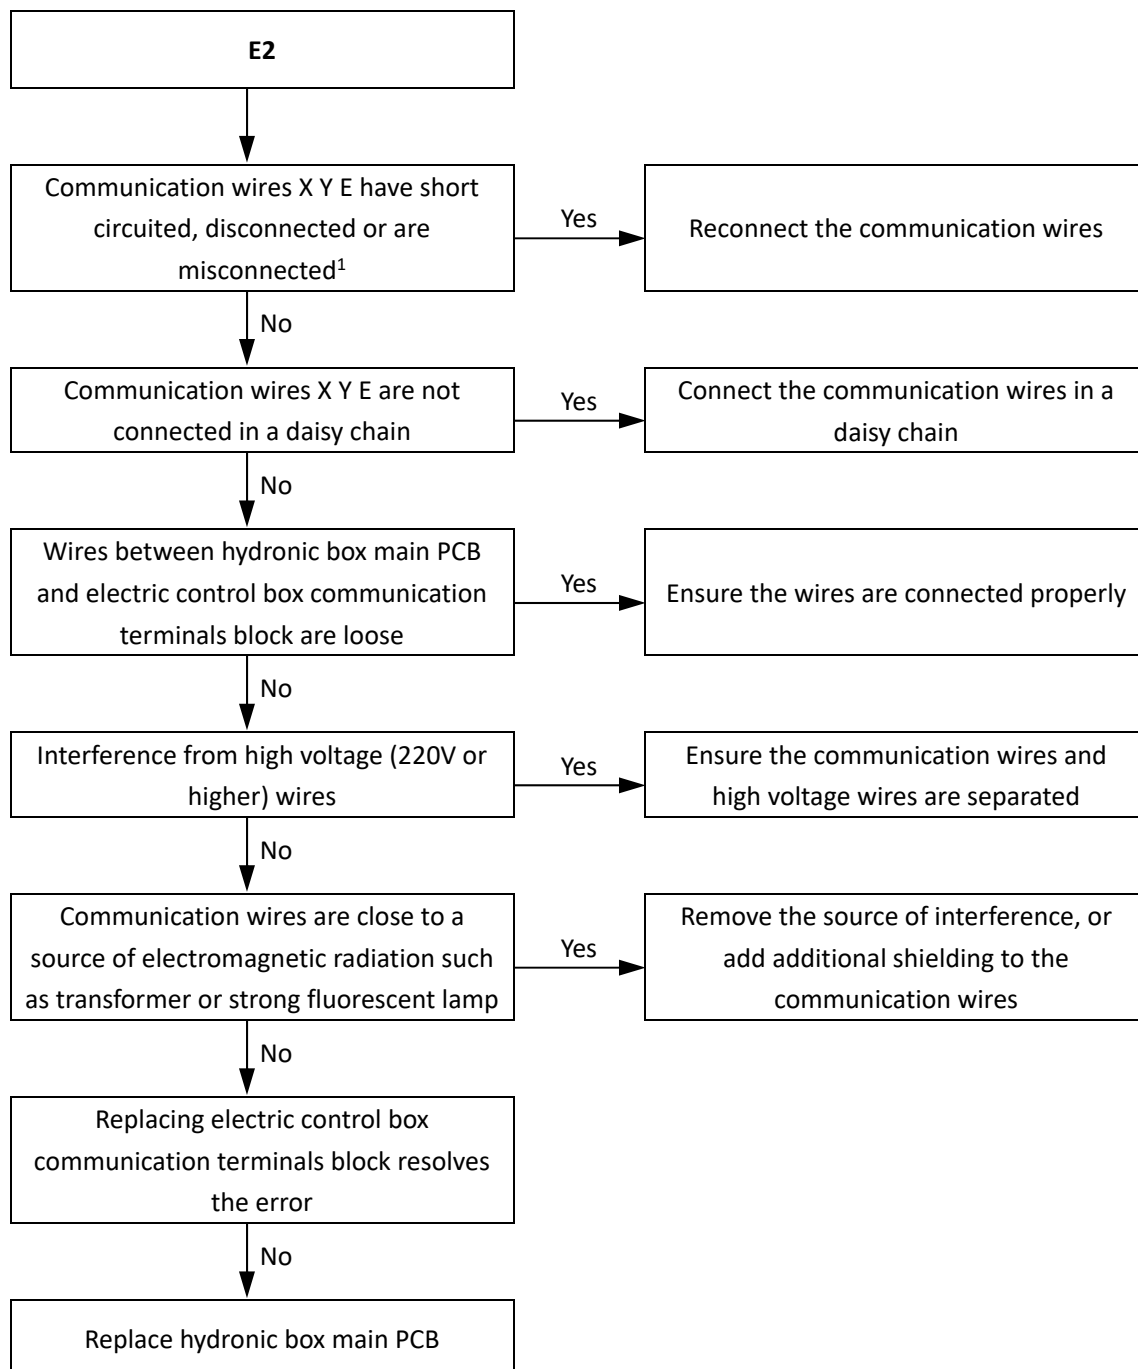 E2
Communication wires X Y E have short
circuited, disconnected or are
misconnected¹
Yes
Reconnect the communication wires
No
Communication wires X Y E are not
connected in a daisy chain
Yes
Connect the communication wires in a
daisy chain
No
Wires between hydronic box main PCB
and electric control box communication
terminals block are loose
Yes
Ensure the wires are connected properly
No
Interference from high voltage (220V or
higher) wires
Yes
Ensure the communication wires and
high voltage wires are separated
No
Communication wires are close to a
source of electromagnetic radiation such
as transformer or strong fluorescent lamp
Yes
Remove the source of interference, or
add additional shielding to the
communication wires
No
Replacing electric control box
communication terminals block resolves
the error
No
Replace hydronic box main PCB